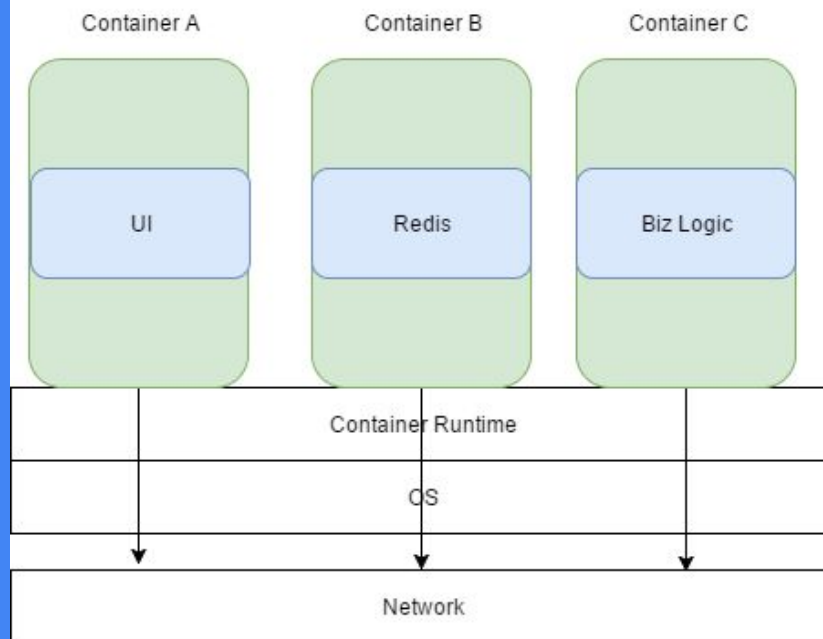 Container A
Container B
Container C
UI
Redis
Biz Logic
Container Runtime
OS
Network